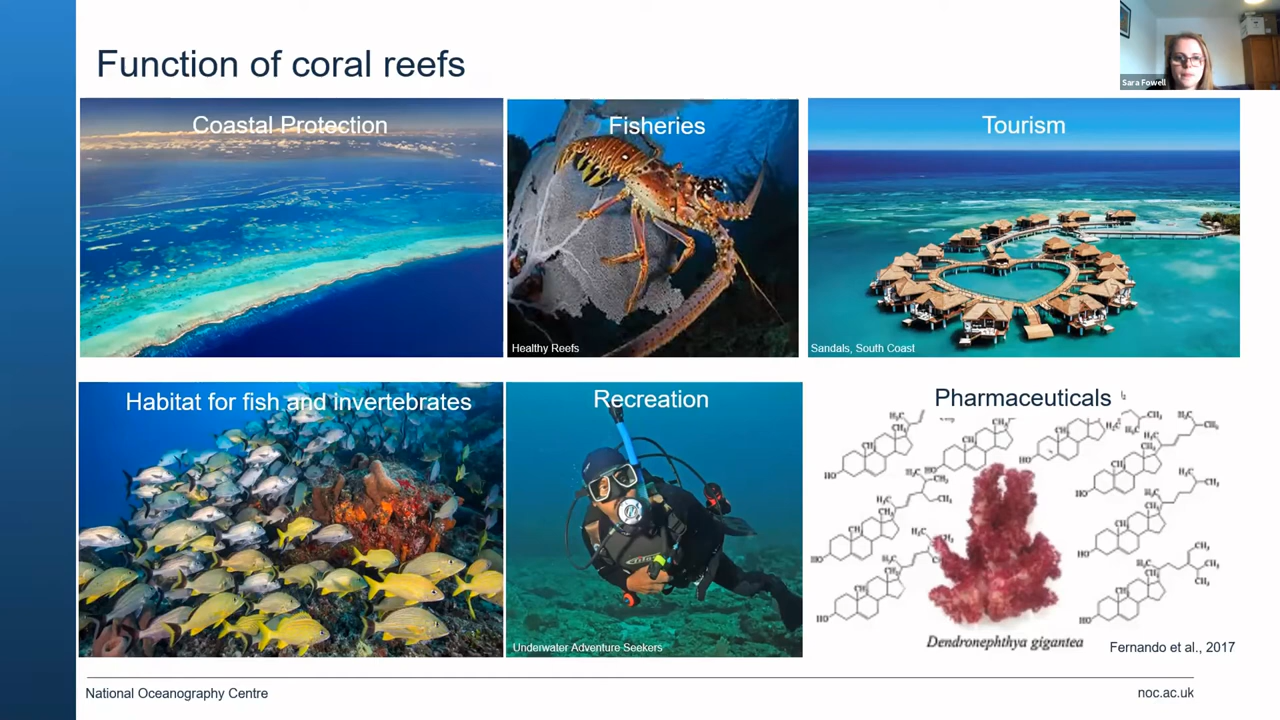 Function of coral reefs
Sara Fowell
Coastal Protection
Fisheries
Tourism
Healthy Reefs
Sandals, South Coast
Habitat for fish and invertebrates
Recreation
Pharmaceuticals
Underwater Adventure Seekers
Dendronephthya gigantea
Fernando et al., 2017
National Oceanography Centre
noc.ac.uk